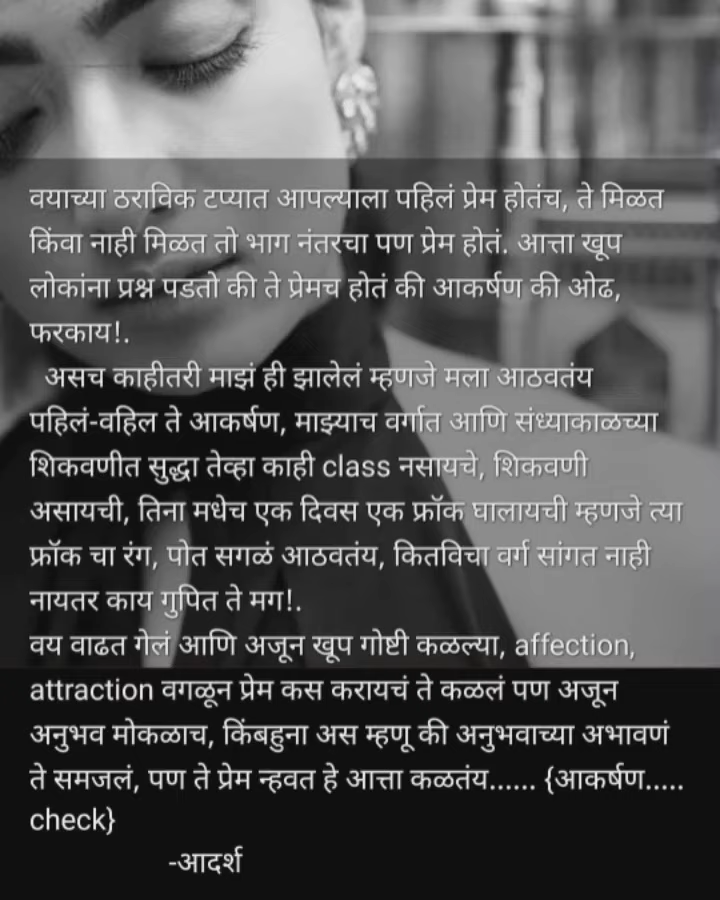 वयाच्या ठराविक टप्यात आपल्याला पहिलं प्रेम होतंच, ते मिळत
किंवा नाही मिळत तो भाग नंतरचा पण प्रेम होतं. आत्ता खूप
लोकांना प्रश्न पडतो की ते प्रेमच होतं की आकर्षण की ओढ,
फरकाय!.
असच काहीतरी माझं ही झालेलं म्हणजे मला आठवतंय
पहिलं-वहिल ते आकर्षण, माझ्याच वर्गात आणि संध्याकाळच्या
शिकवणीत सुद्धा तेव्हा काही class नसायचे, शिकवणी
असायची, तिना मधेच एक दिवस एक फ्रॉक घालायची म्हणजे त्या
फ्रॉक चा रंग, पोत सगळं आठवतंय, कितविचा वर्ग सांगत नाही
नायतर काय गुपित ते मग!.
वय वाढत गेलं आणि अजून खूप गोष्टी कळल्या, affection,
attraction वगळून प्रेम कस करायचं ते कळलं पण अजून
अनुभव मोकळाच, किंबहुना अस म्हणू की अनुभवाच्या अभावणं
ते समजलं, पण ते प्रेम न्हवत हे आत्ता कळतंय...... {आकर्षण.....
check}
-आदर्श